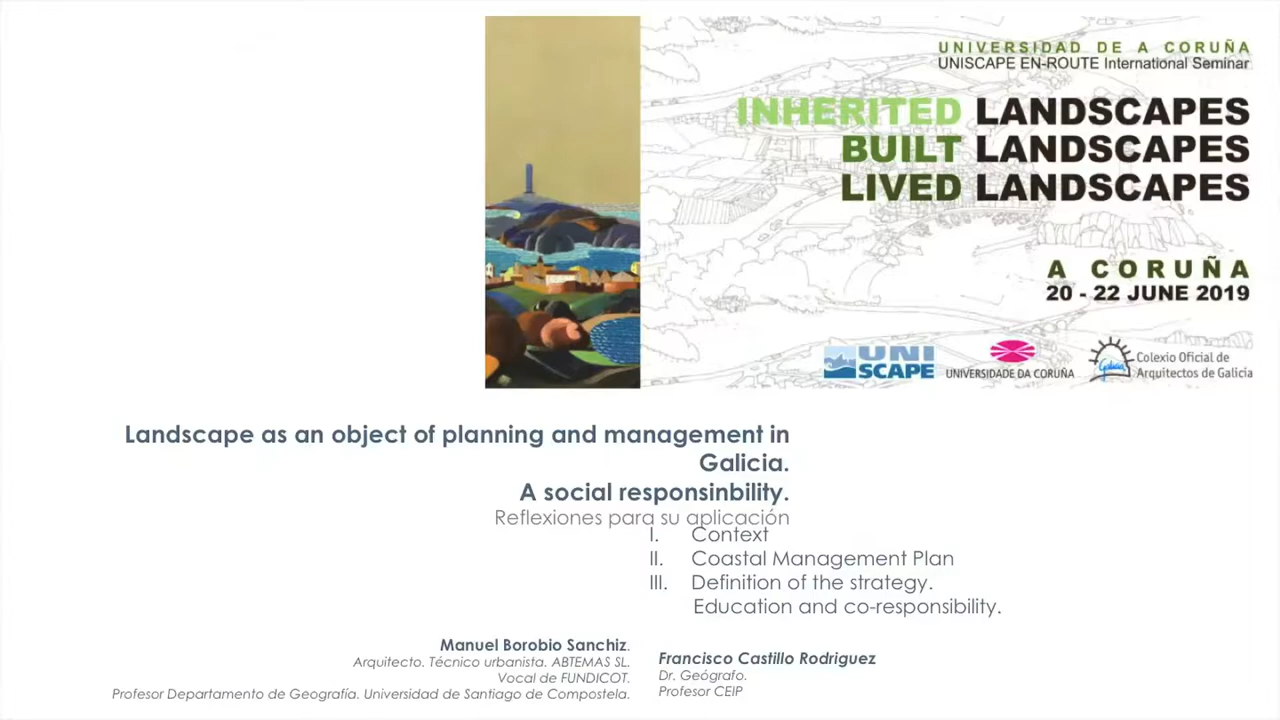 UNIVERSIDAD DE A CORUÑA
UNISCAPE EN-ROUTE International Seminar
INHERITED LANDSCAPES
BUILT LANDSCAPES
LIVED LANDSCAPES
A CORUÑA
20 - 22 JUNE 2019
UNI
SCAPE
UNIVERSIDADE DA CORUÑA
Galicia
Colexio Oficial de
Arquitectos de Galicia
Landscape as an object of planning and management in
Galicia.
A social responsinbility.
Reflexiones para su aplicación
I. Context
II. Coastal Management Plan
III. Definition of the strategy.
Education and co-responsibility.
Manuel Borobio Sanchiz.
Arquitecto. Técnico urbanista. ABTEMAS SL.
Vocal de FUNDICOT.
Profesor Departamento de Geografía. Universidad de Santiago de Compostela.
Francisco Castillo Rodriguez
Dr. Geógrafo.
Profesor CEIP